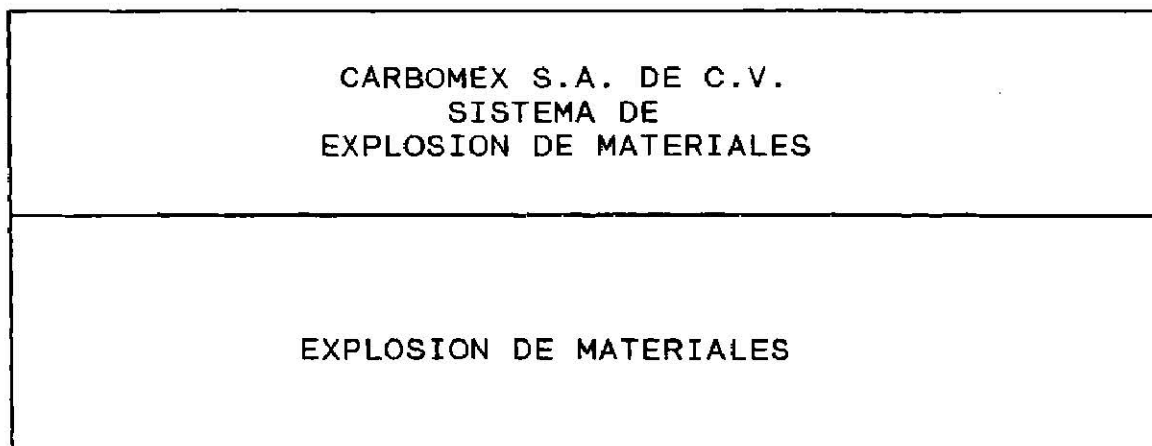 CARBOMEX S.A. DE C.V.
SISTEMA DE
EXPLOSION DE MATERIALES
EXPLOSION DE MATERIALES